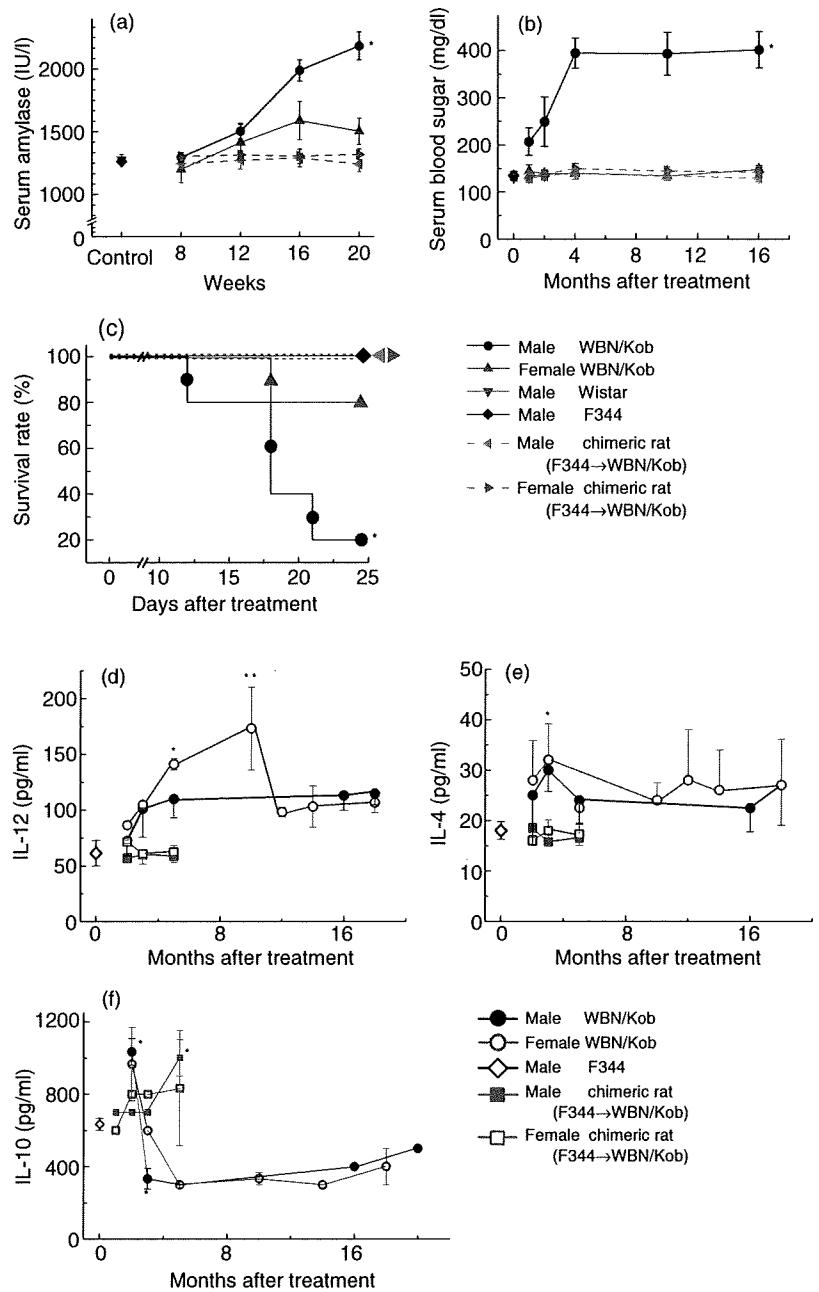 (a)
Serum amylase (IU/l)
2000
1500
1000
0
Control
8
12
16
20
Weeks
*
(b)
Serum blood sugar (mg/dl)
400
300
200
100
0
0
4
8
12
16
Months after treatment
*
(c)
Survival rate (%)
100
80
60
40
20
0
10
15
20
25
Days after treatment
*
Male WBN/Kob
Female WBN/Kob
Male Wistar
Male F344
Male chimeric rat
(F344→WBN/Kob)
Female chimeric rat
(F344→WBN/Kob)
(d)
IL-12 (pg/ml)
200
150
100
50
0
0
8
16
Months after treatment
*
**
(e)
IL-4 (pg/ml)
50
40
30
20
10
0
0
8
16
Months after treatment
*
(f)
IL-10 (pg/ml)
1200
800
400
0
0
8
16
Months after treatment
*
*
*
Male WBN/Kob
Female WBN/Kob
Male F344
Male chimeric rat
(F344→WBN/Kob)
Female chimeric rat
(F344→WBN/Kob)